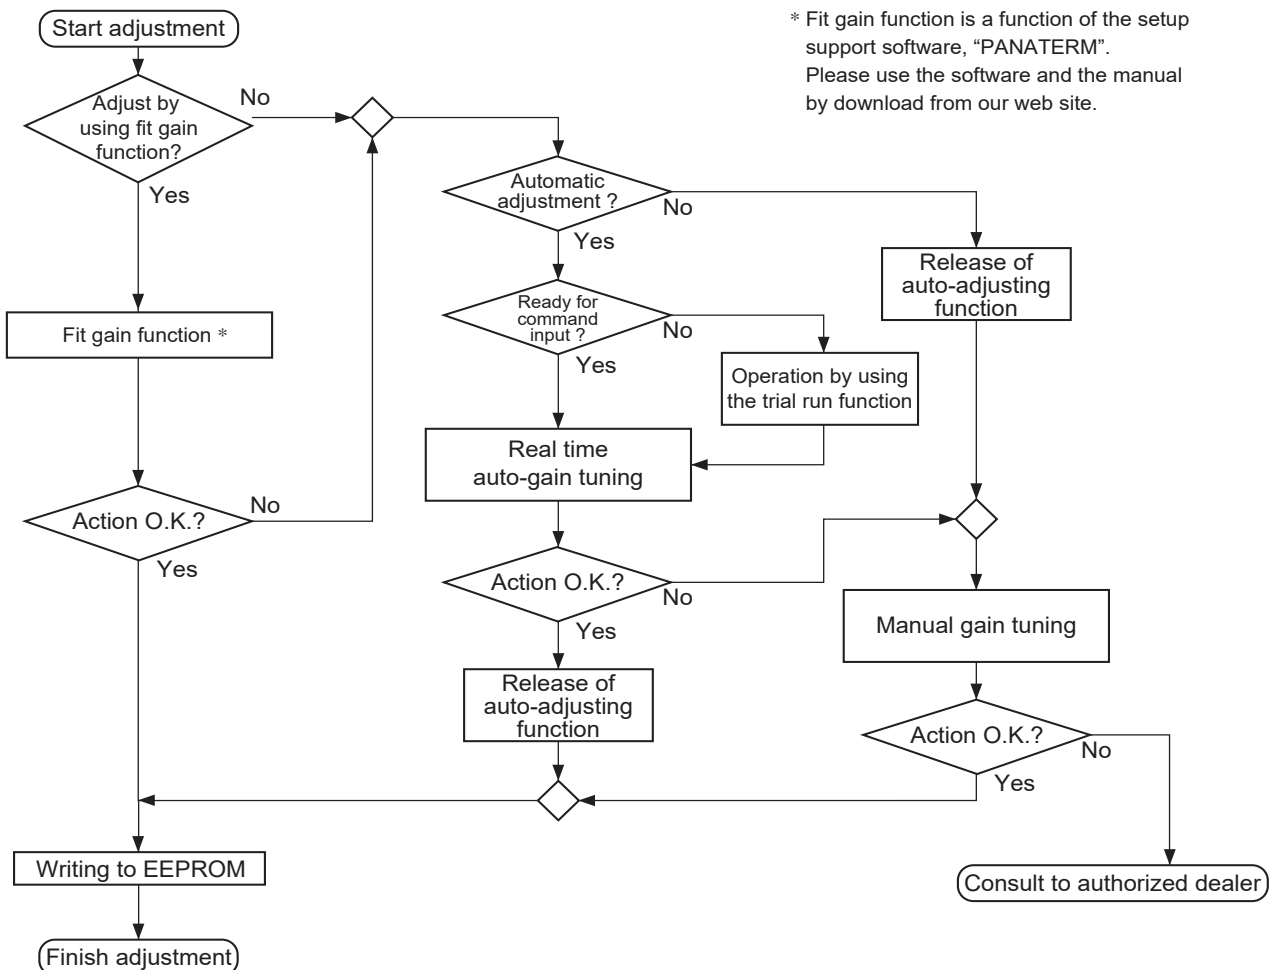 Start adjustment
* Fit gain function is a function of the setup
support software, “PANATERM”.
Please use the software and the manual
by download from our web site.
Adjust by
using fit gain
function?
No
Yes
Automatic
adjustment ?
No
Yes
Release of
auto-adjusting
function
Ready for
command
input ?
No
Yes
Fit gain function *
Operation by using
the trial run function
Real time
auto-gain tuning
Action O.K.?
No
Yes
Action O.K.?
No
Yes
Manual gain tuning
Release of
auto-adjusting
function
Action O.K.?
No
Yes
Writing to EEPROM
Consult to authorized dealer
Finish adjustment